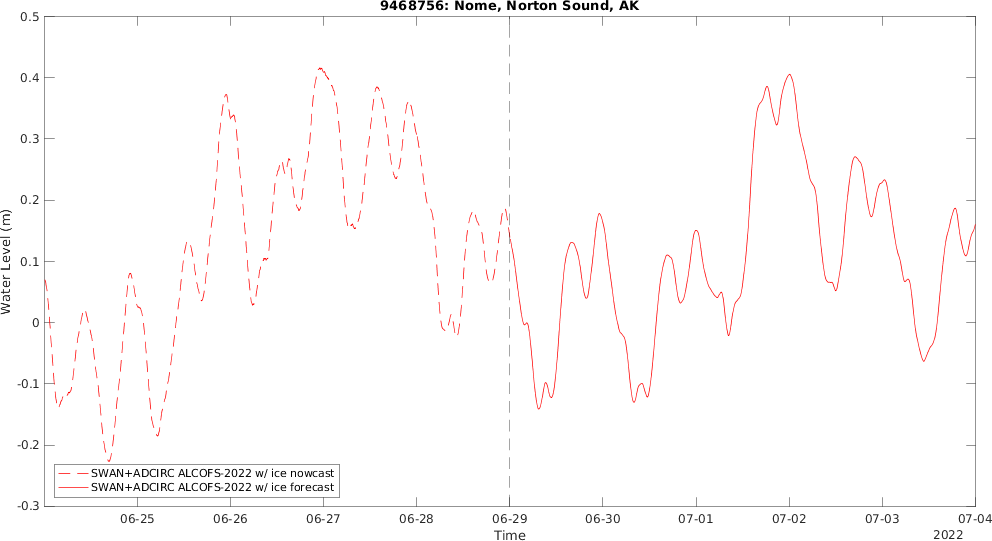 9468756: Nome, Norton Sound, AK
0.5
0.4
0.3
0.2
0.1
0
-0.1
-0.2
-0.3
Water Level (m)
SWAN+ADCIRC ALCOFS-2022 w/ ice nowcast
SWAN+ADCIRC ALCOFS-2022 w/ ice forecast
06-25 06-26 06-27 06-28 06-29 06-30 07-01 07-02 07-03 07-04
Time
2022